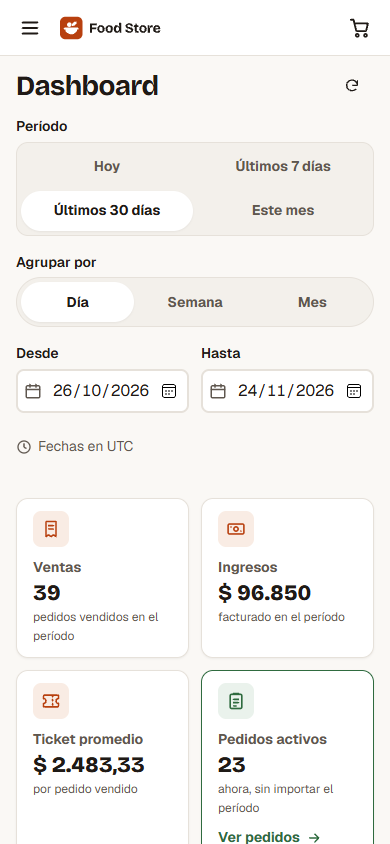 Food Store
Dashboard
Período
Hoy
Últimos 7 días
Últimos 30 días
Este mes
Agrupar por
Día
Semana
Mes
Desde
Hasta
26/10/2026
24/11/2026
Fechas en UTC
Ventas
39
pedidos vendidos en el
período
Ingresos
$ 96.850
facturado en el período
Ticket promedio
$ 2.483,33
por pedido vendido
Pedidos activos
23
ahora, sin importar el
período
Ver pedidos →